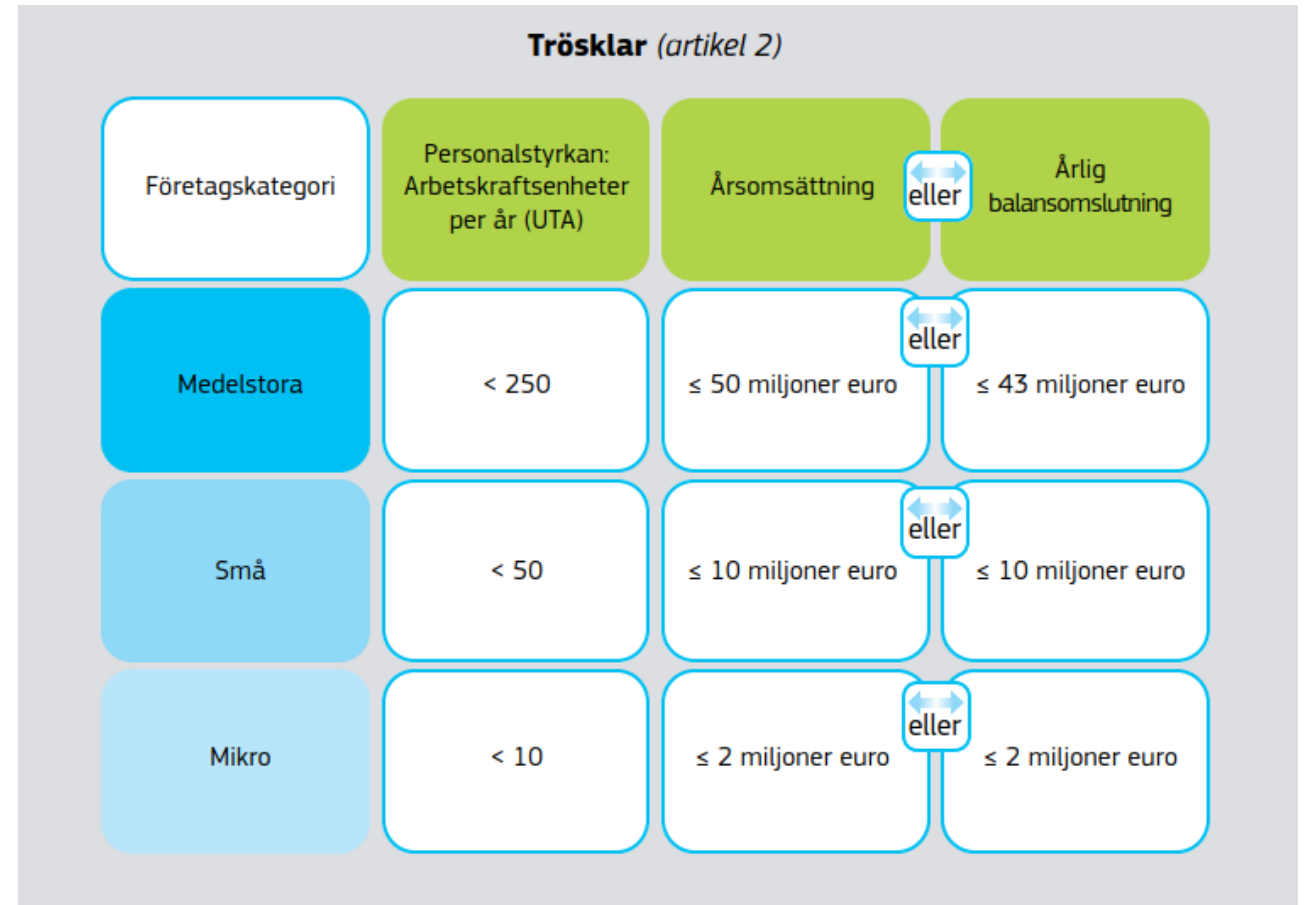 Trösklar (artikel 2)
Företagskategori
Personalstyrkan:
Arbetskraftsenheter
per år (UTA)
Årsomsättning
eller
Årlig
balansomslutning
Medelstora
< 250
≤ 50 miljoner euro
eller
≤ 43 miljoner euro
Små
< 50
≤ 10 miljoner euro
eller
≤ 10 miljoner euro
Mikro
< 10
≤ 2 miljoner euro
eller
≤ 2 miljoner euro